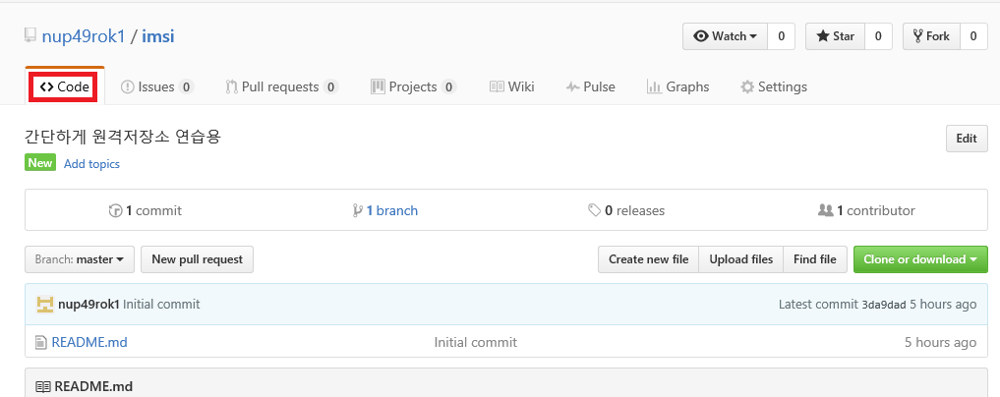 nup49rok1 / imsi
Watch 0 Star 0 Fork 0
Code Issues 0 Pull requests 0 Projects 0 Wiki Pulse Graphs Settings
간단하게 원격저장소 연습용
Edit
New Add topics
1 commit 1 branch 0 releases 1 contributor
Branch: master New pull request Create new file Upload files Find file Clone or download
nup49rok1 Initial commit Latest commit 3da9dad 5 hours ago
README.md Initial commit 5 hours ago
README.md